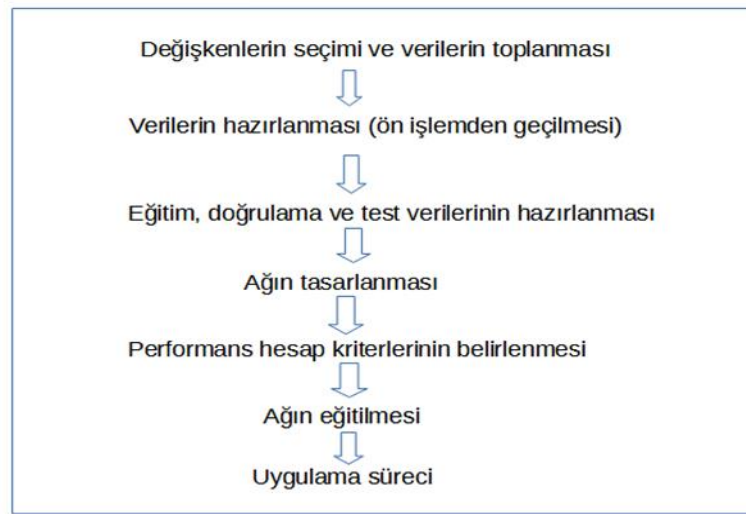 Değişkenlerin seçimi ve verilerin toplanması
Verilerin hazırlanması (ön işlemden geçilmesi)
Eğitim, doğrulama ve test verilerinin hazırlanması
Ağın tasarlanması
Performans hesap kriterlerinin belirlenmesi
Ağın eğitilmesi
Uygulama süreci